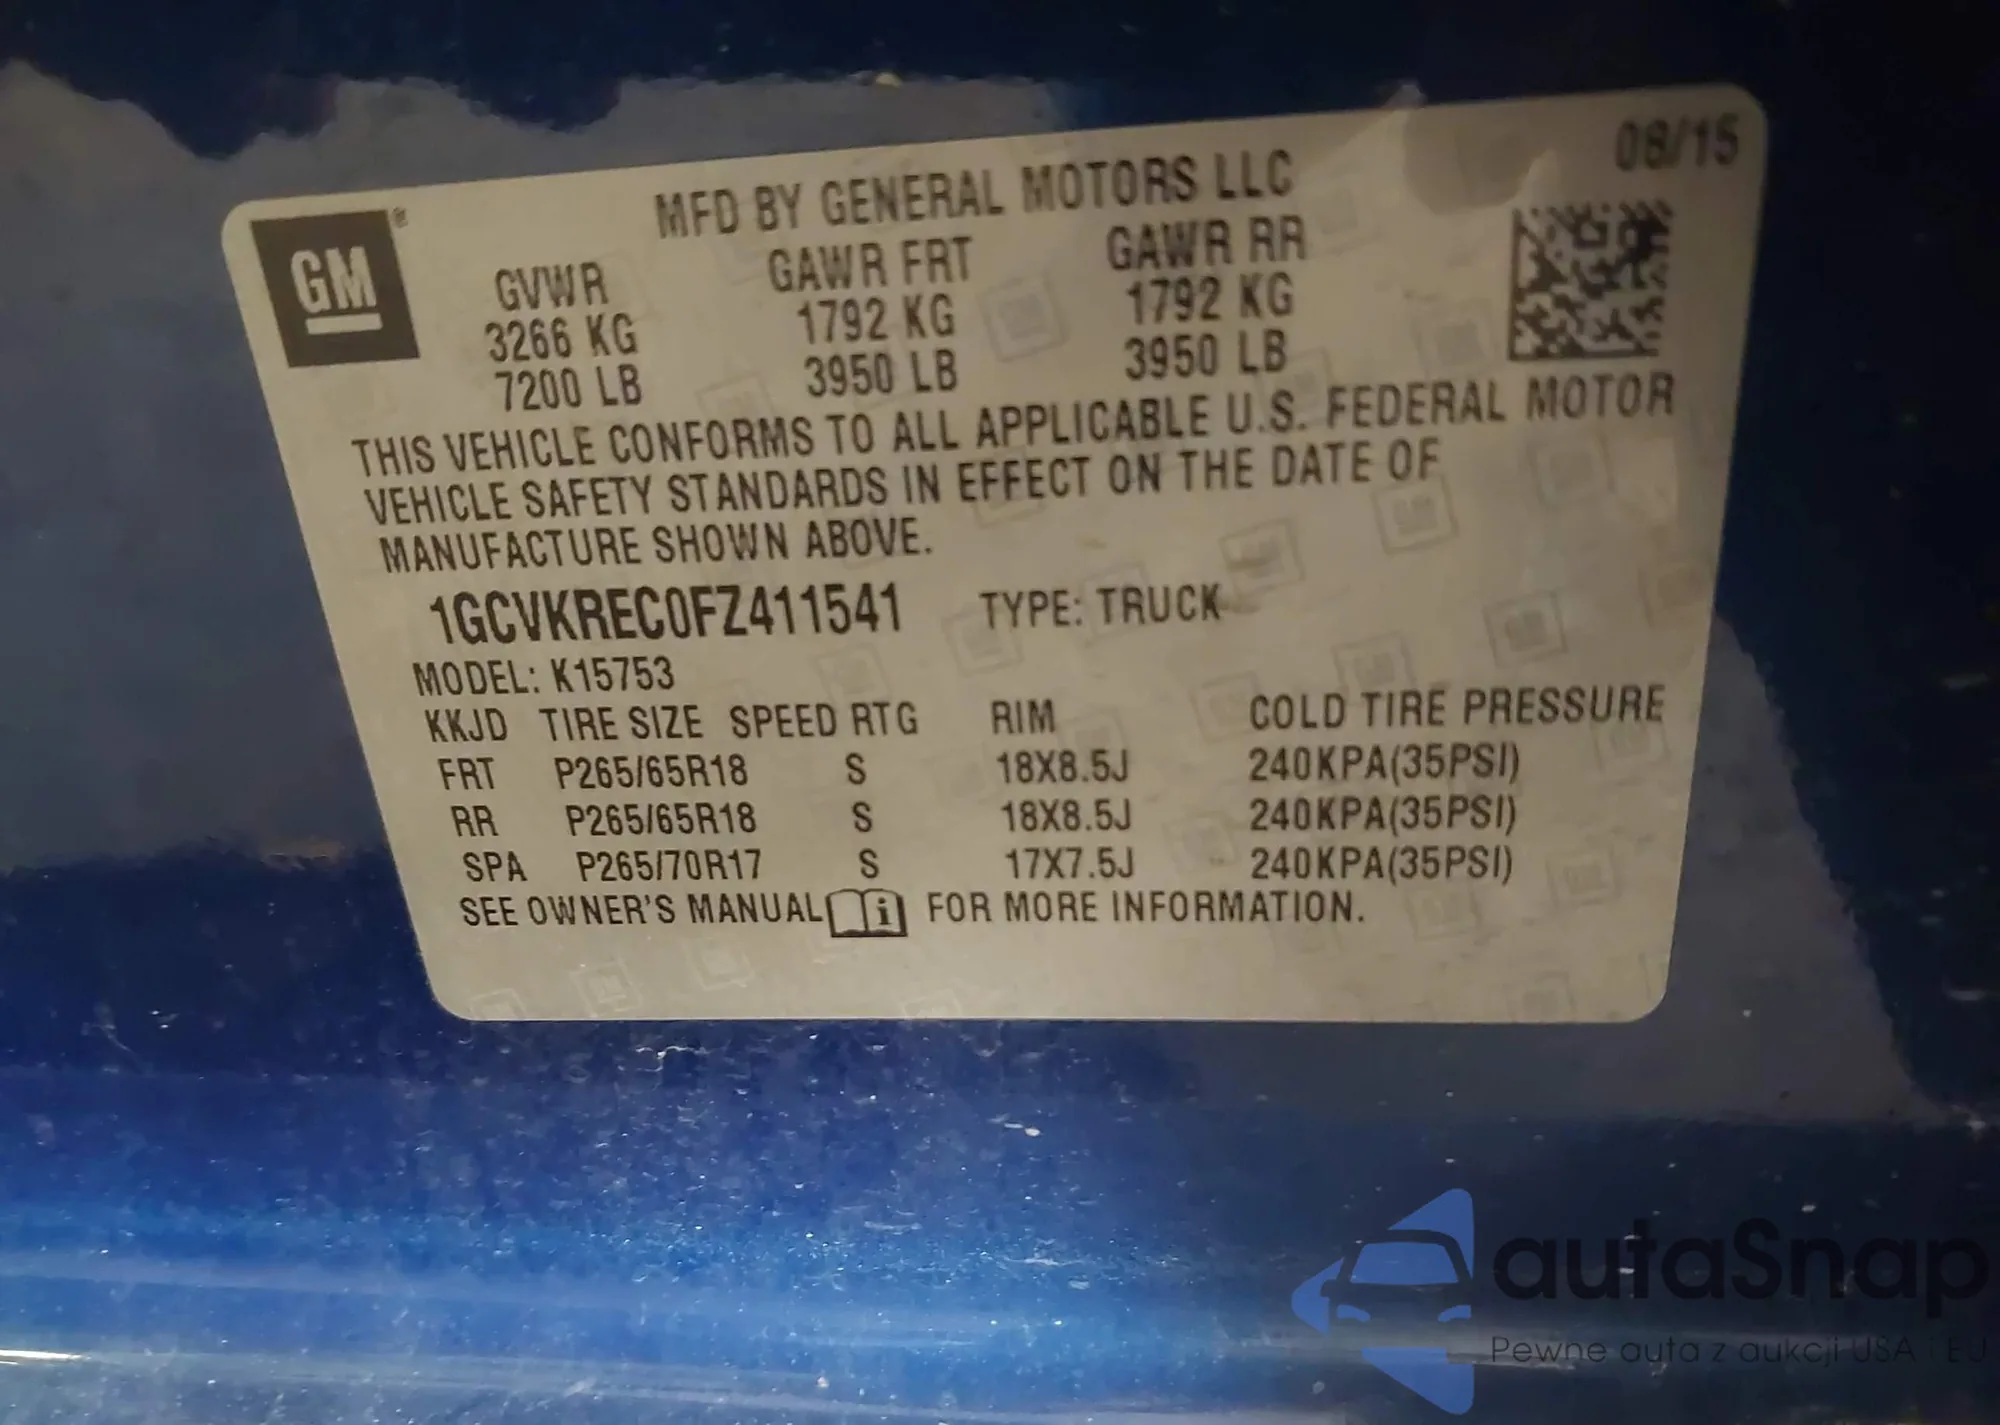 08/15
GM®
MFD BY GENERAL MOTORS LLC
GVWR GAWR FRT GAWR RR
3266 KG 1792 KG 1792 KG
7200 LB 3950 LB 3950 LB
THIS VEHICLE CONFORMS TO ALL APPLICABLE U.S. FEDERAL MOTOR
VEHICLE SAFETY STANDARDS IN EFFECT ON THE DATE OF
MANUFACTURE SHOWN ABOVE.
1GCVKREC0FZ411541 TYPE: TRUCK
MODEL: K15753
KKJD TIRE SIZE SPEED RTG RIM COLD TIRE PRESSURE
FRT P265/65R18 S 18X8.5J 240KPA(35PSI)
RR P265/65R18 S 18X8.5J 240KPA(35PSI)
SPA P265/70R17 S 17X7.5J 240KPA(35PSI)
SEE OWNER'S MANUAL i FOR MORE INFORMATION.
autaSnap
Pewne auta z aukcji USA i EU